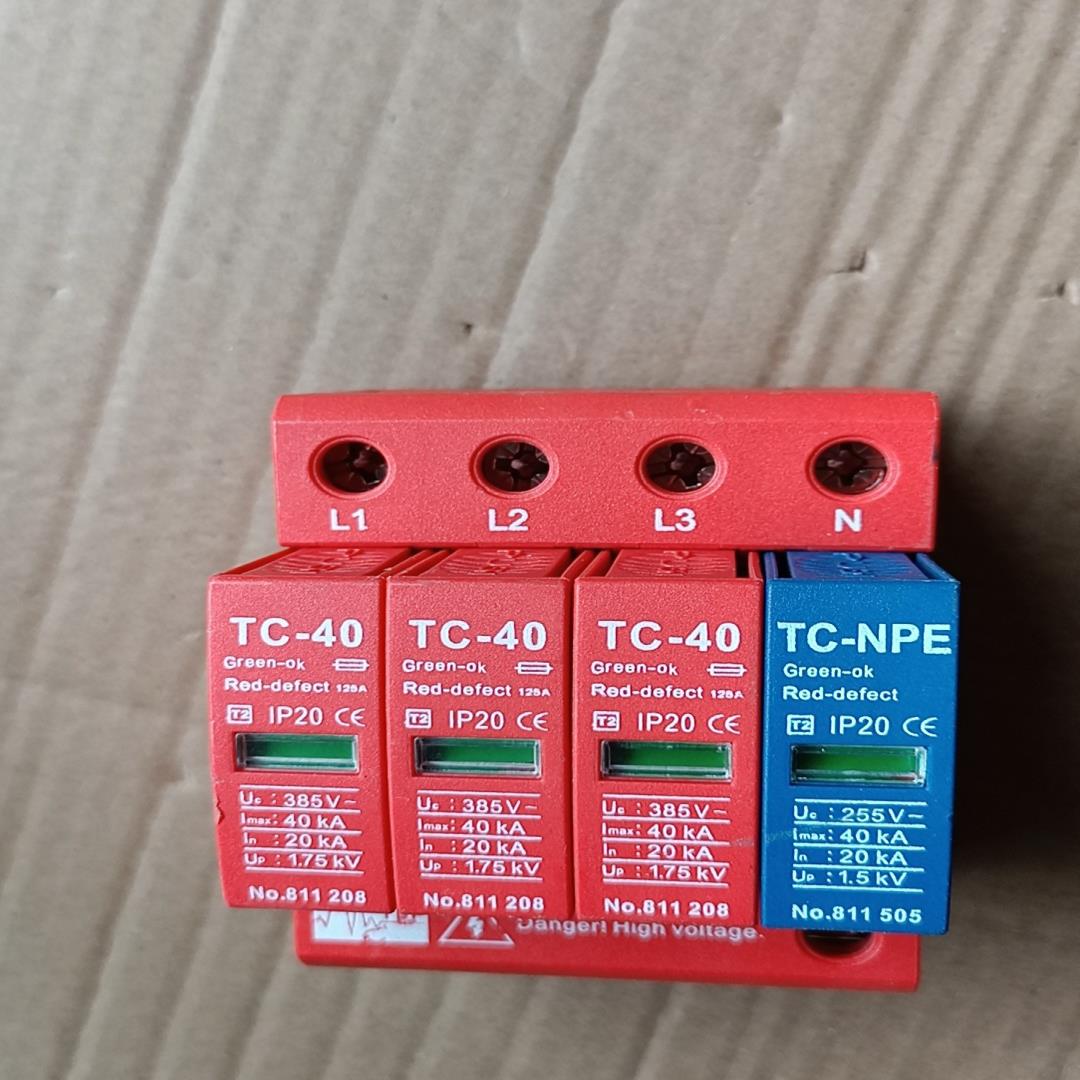 L1 L2 L3 N
TC-40
Green-ok
Red-defect 125A
T2 IP20 CE
Uc : 385V~
Imax: 40 kA
In : 20 kA
Up : 1.75 kV
No.811 208
TC-40
Green-ok
Red-defect 125A
T2 IP20 CE
Uc : 385V~
Imax: 40 kA
In : 20 kA
Up : 1.75 kV
No.811 208
TC-40
Green-ok
Red-defect 125A
T2 IP20 CE
Uc : 385V~
Imax: 40 kA
In : 20 kA
Up : 1.75 kV
No.811 208
TC-NPE
Green-ok
Red-defect
T2 IP20 CE
Uc : 255V~
Imax: 40 kA
In : 20 kA
Up : 1.5 kV
No.811 505
Danger! High voltage.